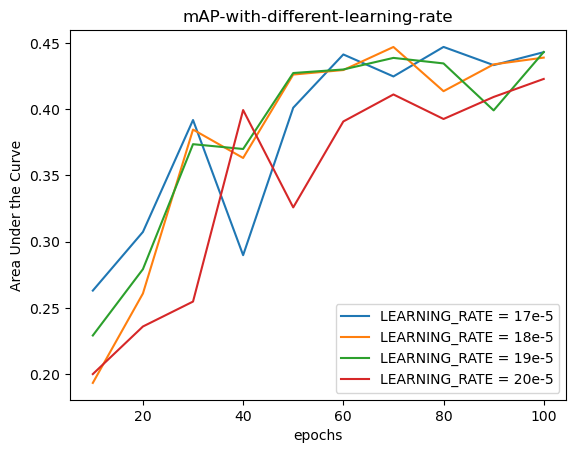 mAP-with-different-learning-rate
Area Under the Curve
0.45
0.40
0.35
0.30
0.25
0.20
LEARNING_RATE = 17e-5
LEARNING_RATE = 18e-5
LEARNING_RATE = 19e-5
LEARNING_RATE = 20e-5
20 40 60 80 100
epochs